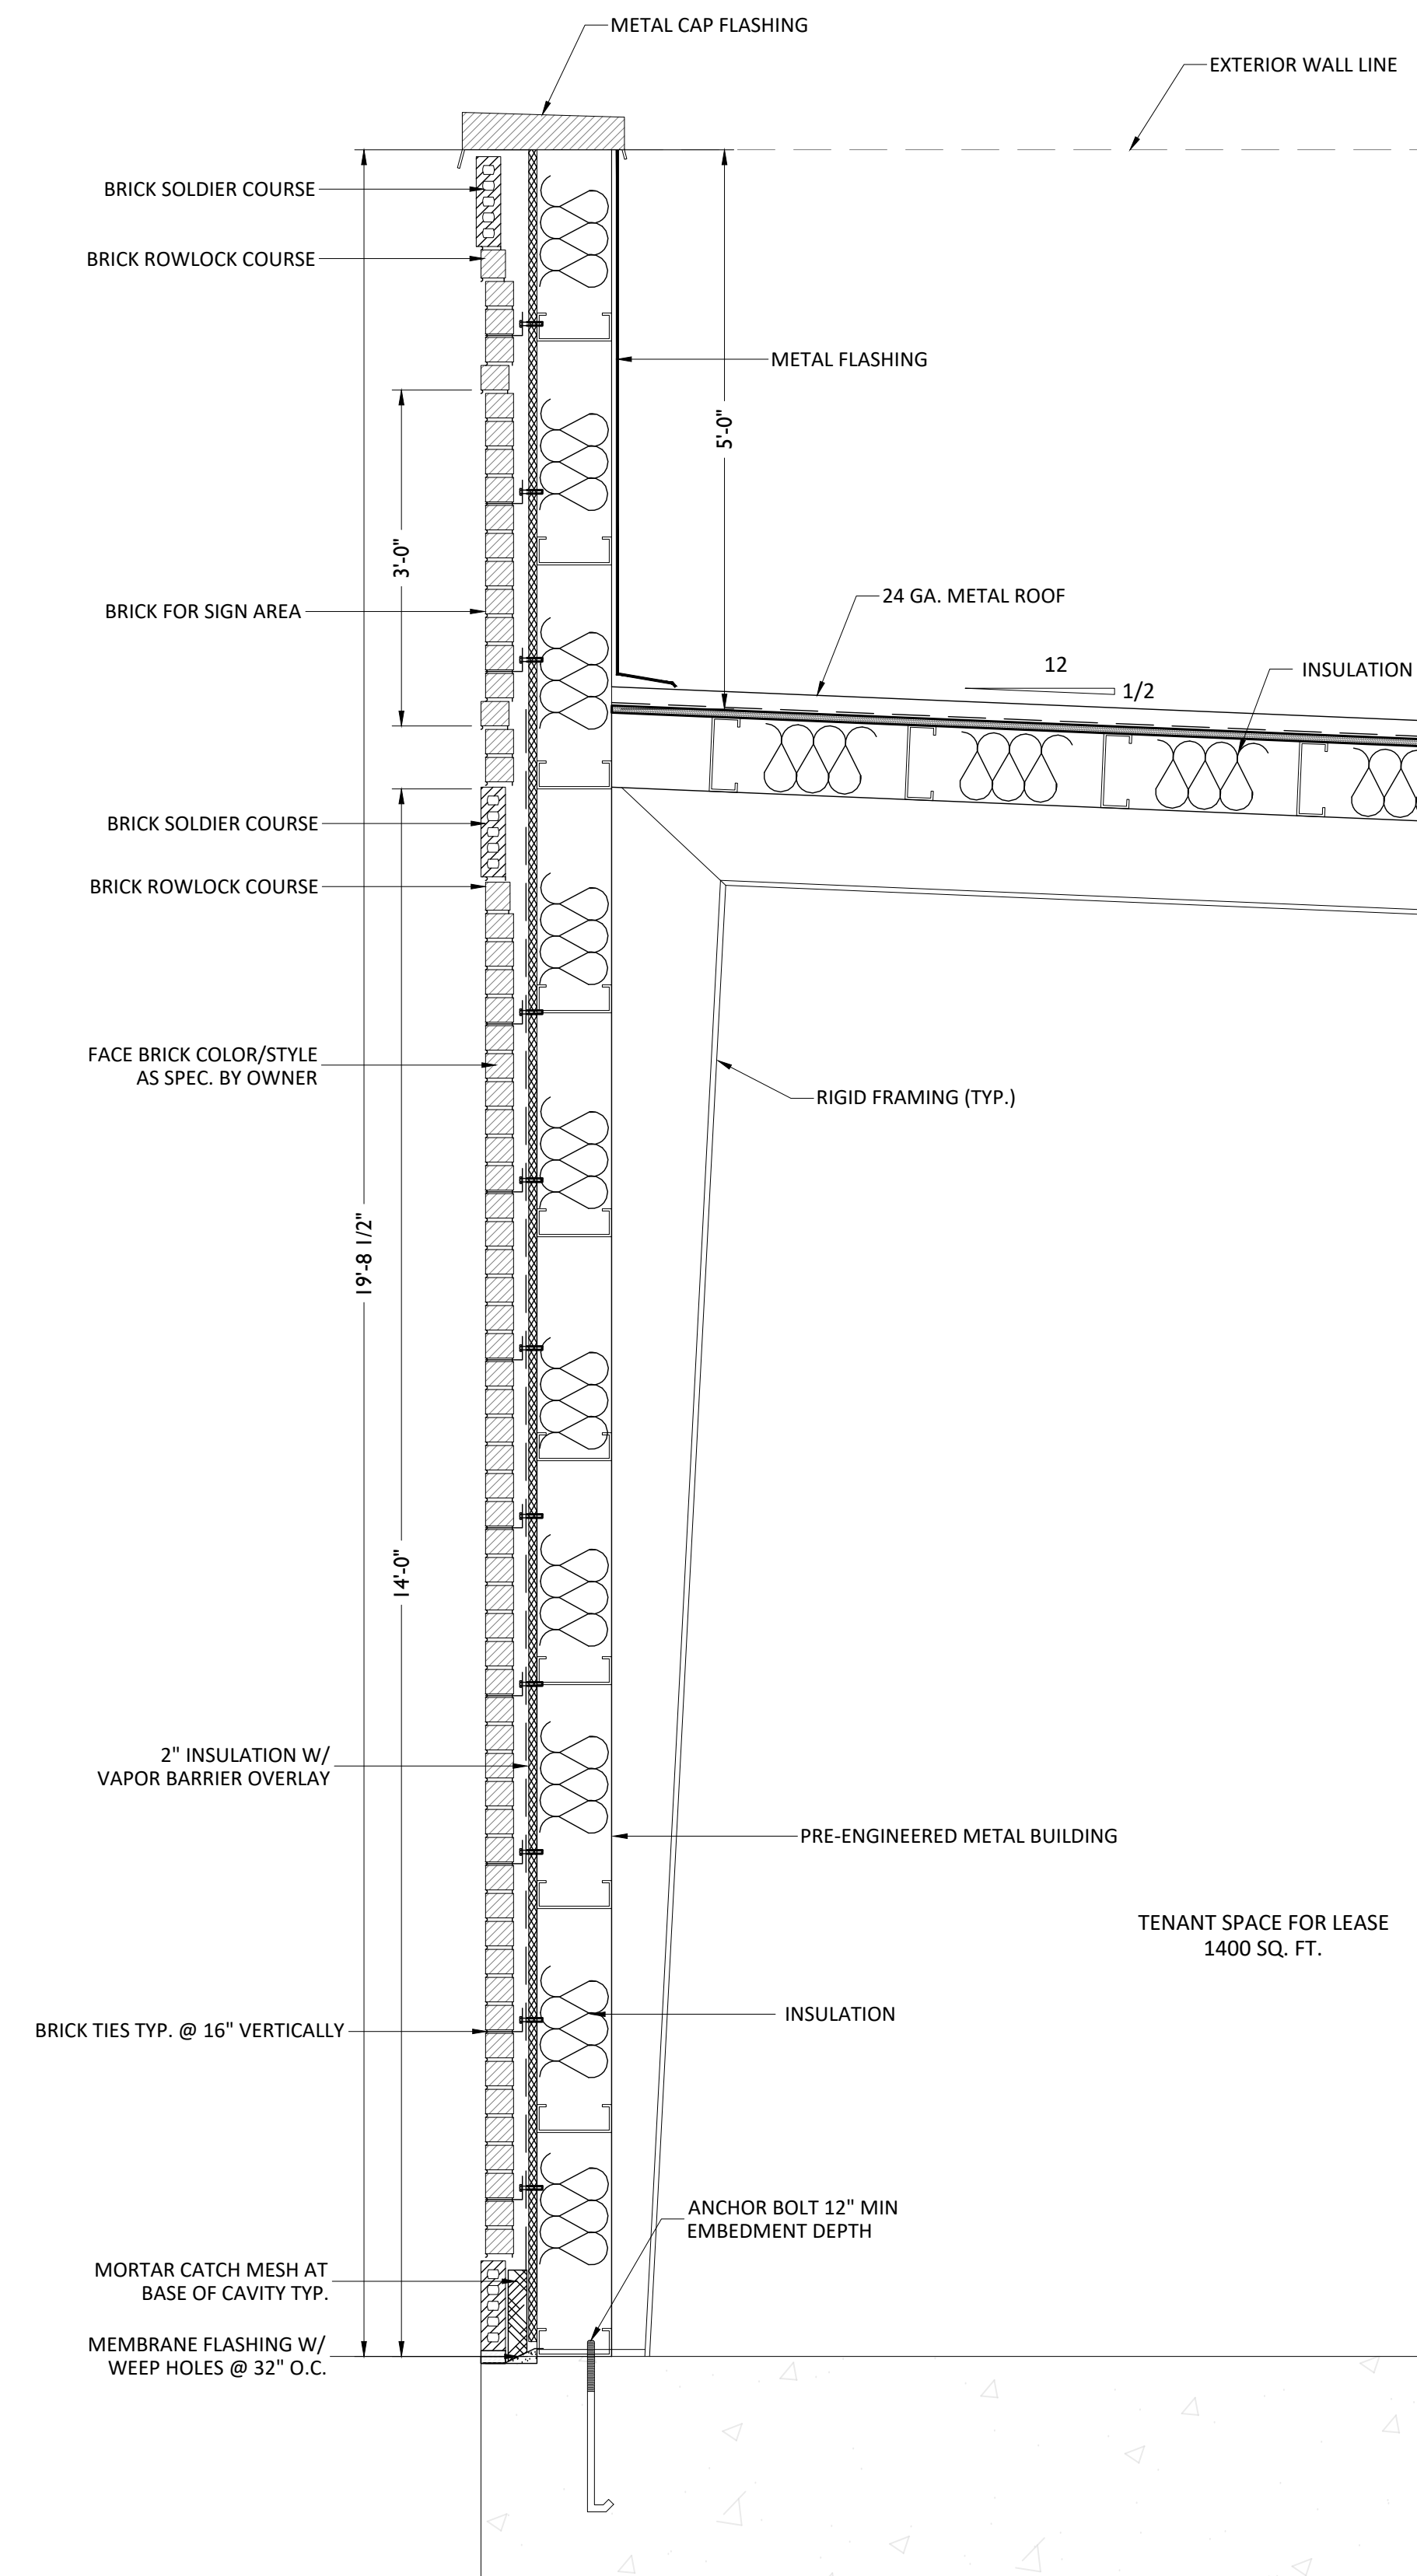 METAL CAP FLASHING
EXTERIOR WALL LINE
BRICK SOLDIER COURSE
BRICK ROWLOCK COURSE
METAL FLASHING
5'-0"
3'-0"
24 GA. METAL ROOF
BRICK FOR SIGN AREA
12
1/2
INSULATION
BRICK SOLDIER COURSE
BRICK ROWLOCK COURSE
FACE BRICK COLOR/STYLE
AS SPEC. BY OWNER
RIGID FRAMING (TYP.)
19'-8 1/2"
14'-0"
2" INSULATION W/
VAPOR BARRIER OVERLAY
PRE-ENGINEERED METAL BUILDING
TENANT SPACE FOR LEASE
1400 SQ. FT.
INSULATION
BRICK TIES TYP. @ 16" VERTICALLY
ANCHOR BOLT 12" MIN
EMBEDMENT DEPTH
MORTAR CATCH MESH AT
BASE OF CAVITY TYP.
MEMBRANE FLASHING W/
WEEP HOLES @ 32" O.C.